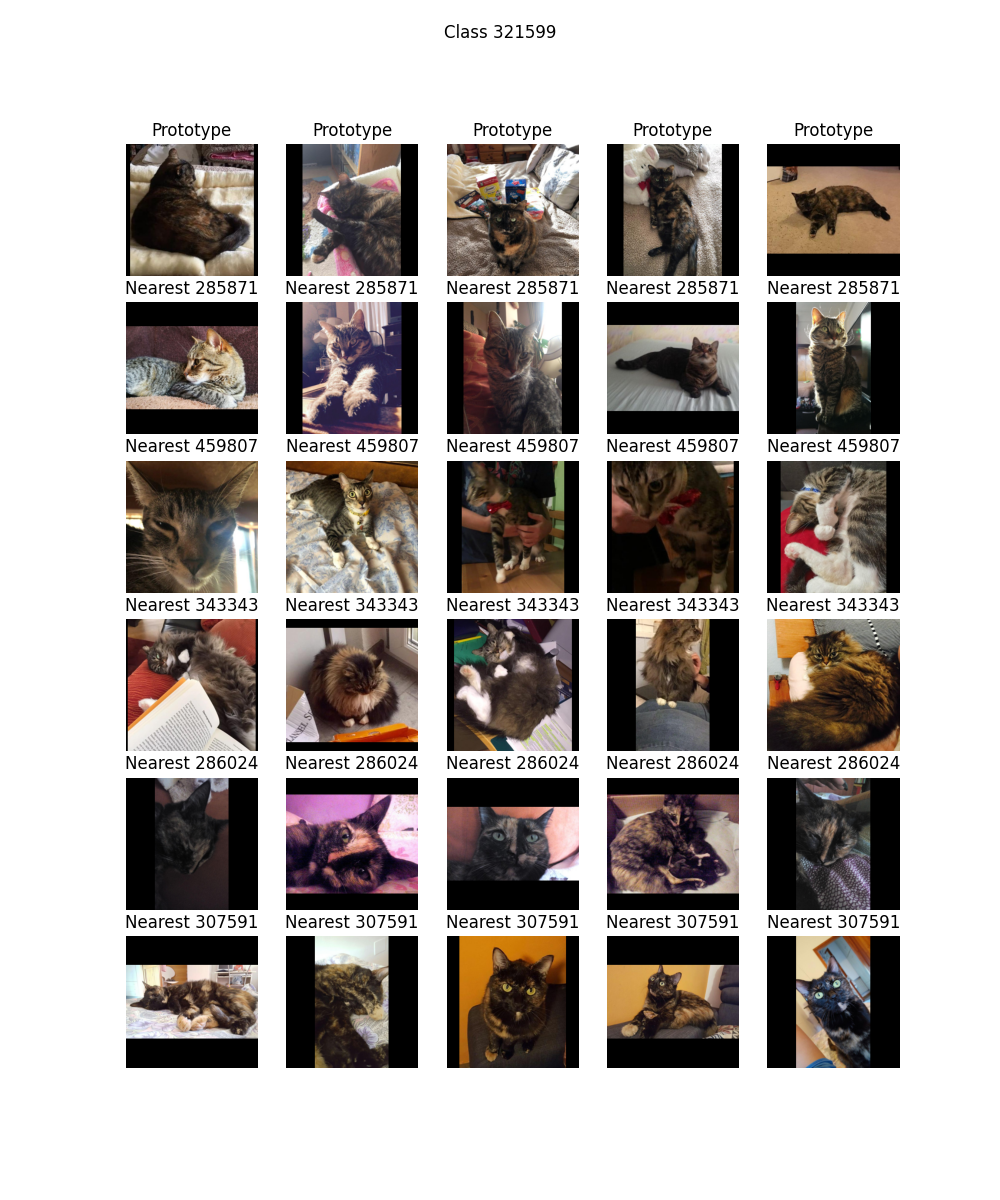 Class 321599
Prototype Prototype Prototype Prototype Prototype
Nearest 285871 Nearest 285871 Nearest 285871 Nearest 285871 Nearest 285871
Nearest 459807 Nearest 459807 Nearest 459807 Nearest 459807 Nearest 459807
Nearest 343343 Nearest 343343 Nearest 343343 Nearest 343343 Nearest 343343
Nearest 286024 Nearest 286024 Nearest 286024 Nearest 286024 Nearest 286024
Nearest 307591 Nearest 307591 Nearest 307591 Nearest 307591 Nearest 307591